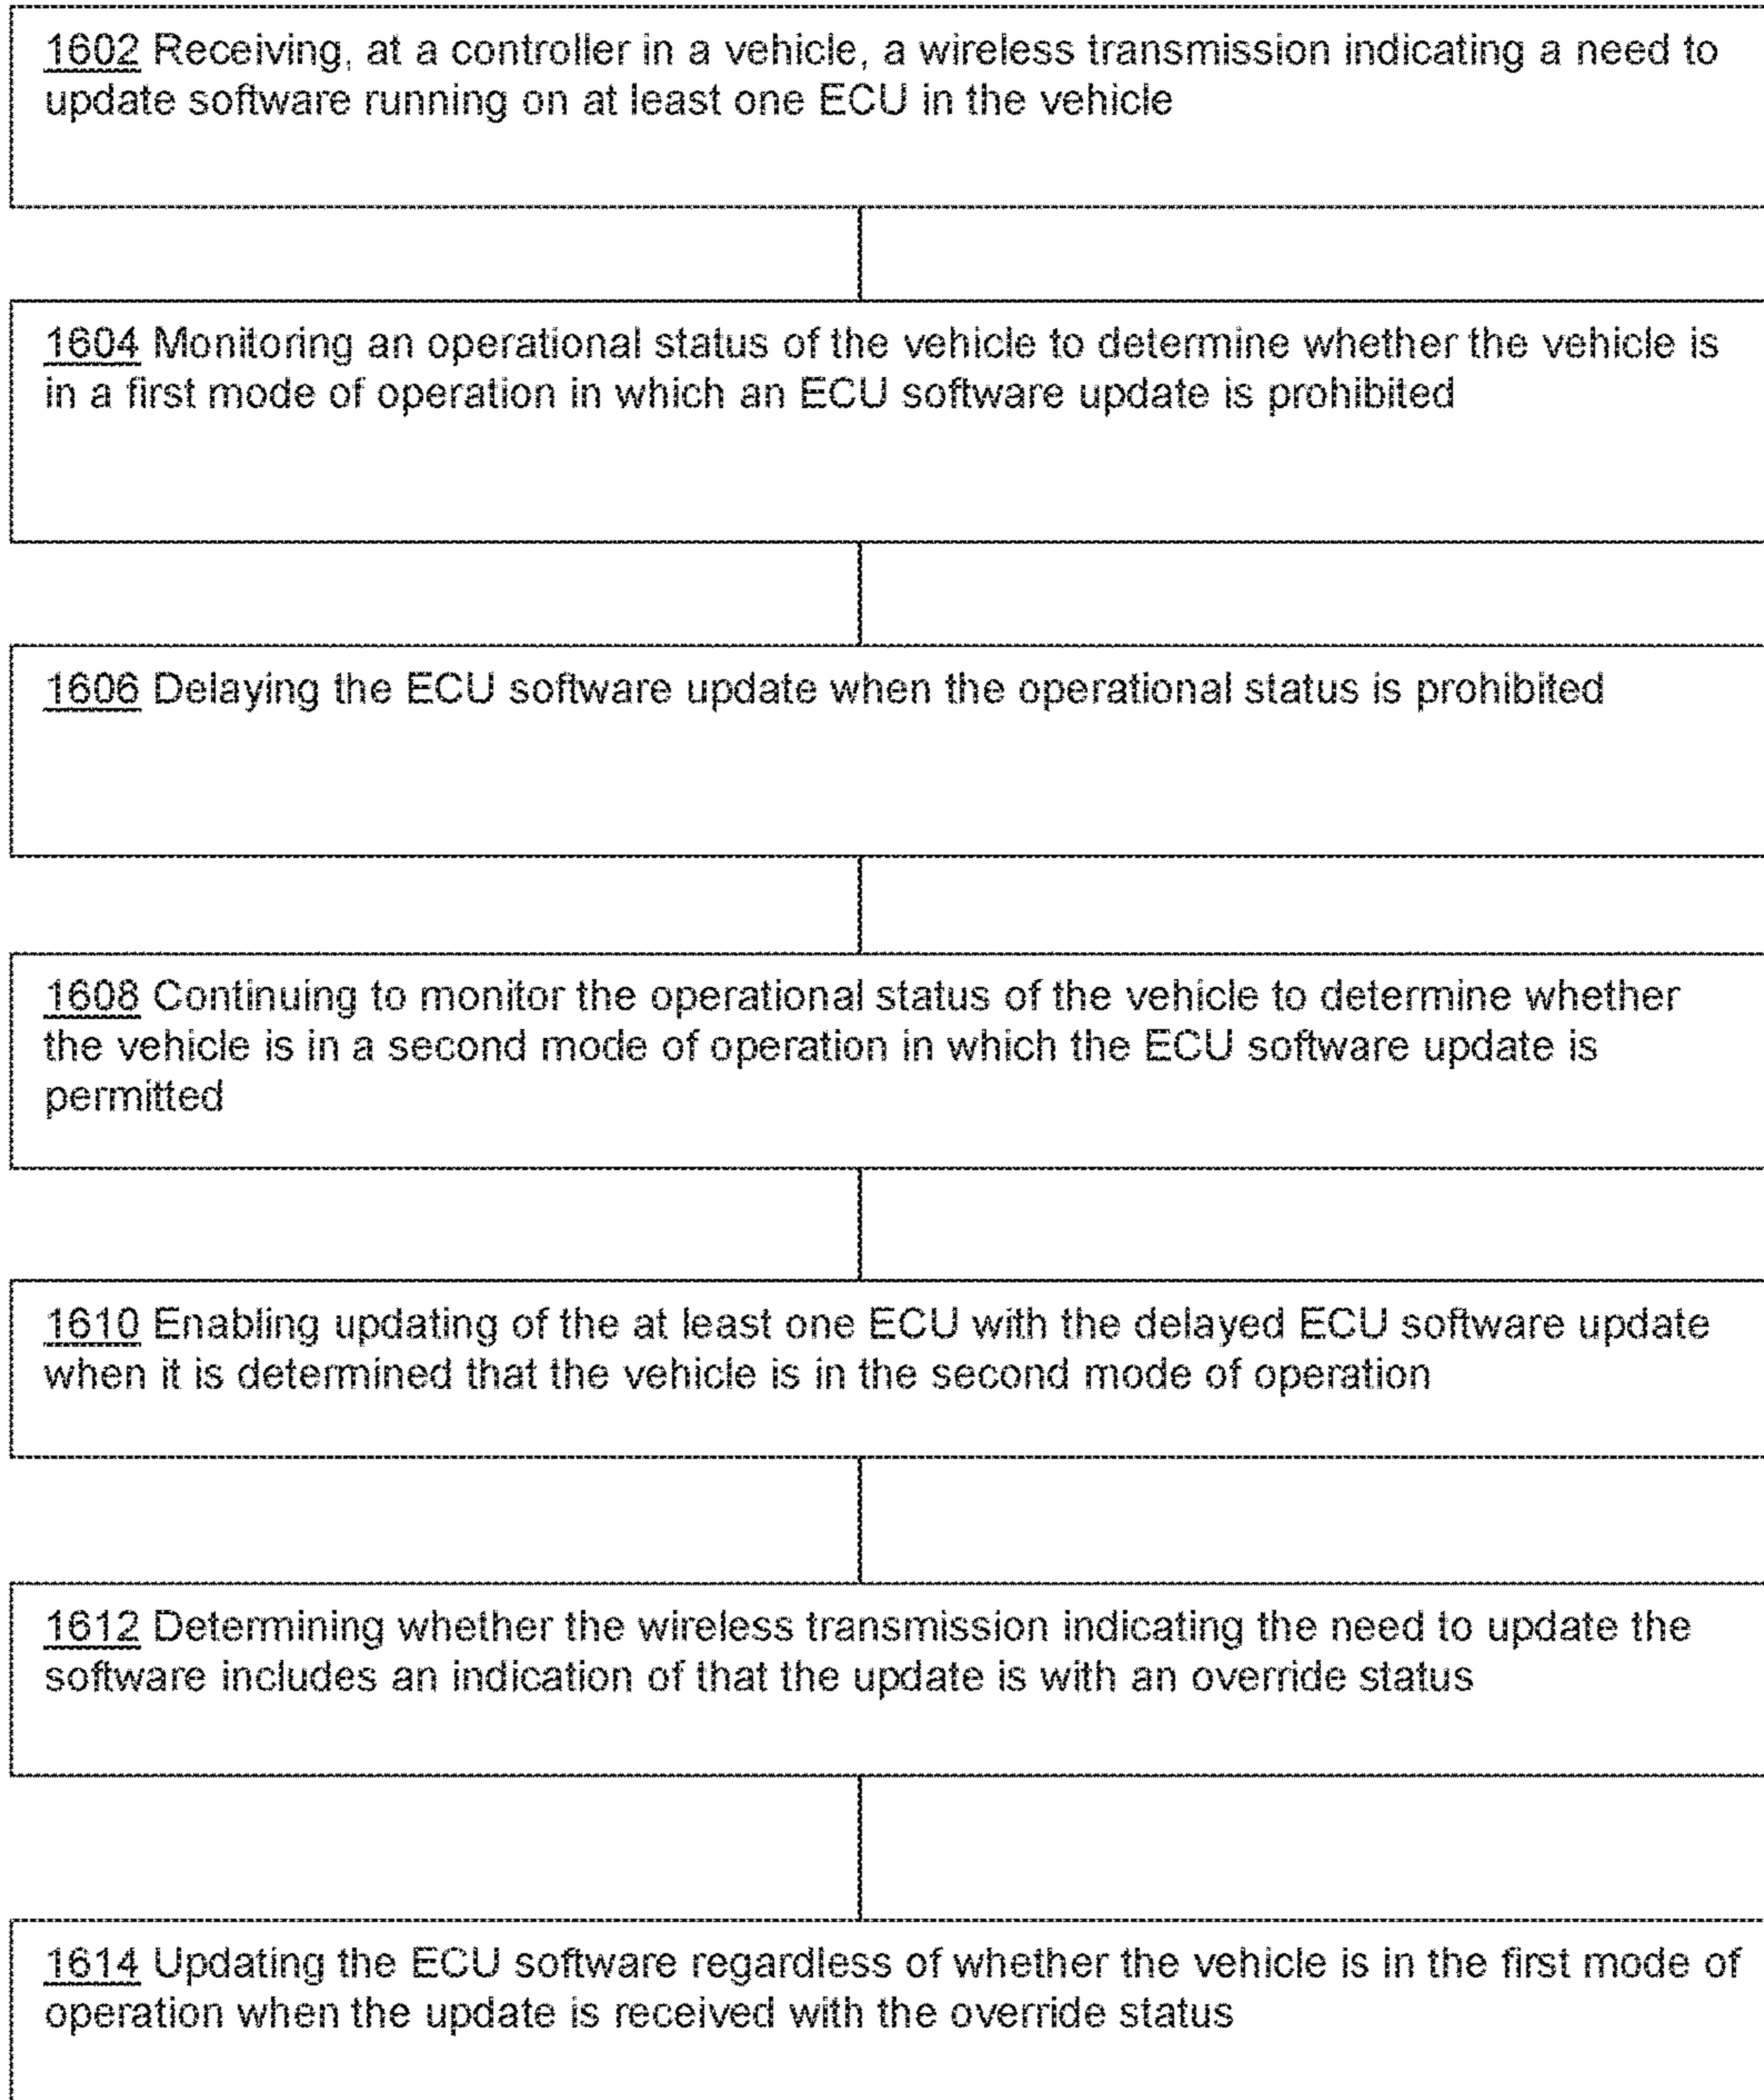 1602 Receiving, at a controller in a vehicle, a wireless transmission indicating a need to
update software running on at least one ECU in the vehicle
1604 Monitoring an operational status of the vehicle to determine whether the vehicle is
in a first mode of operation in which an ECU software update is prohibited
1606 Delaying the ECU software update when the operational status is prohibited
1608 Continuing to monitor the operational status of the vehicle to determine whether
the vehicle is in a second mode of operation in which the ECU software update is
permitted
1610 Enabling updating of the at least one ECU with the delayed ECU software update
when it is determined that the vehicle is in the second mode of operation
1612 Determining whether the wireless transmission indicating the need to update the
software includes an indication of that the update is with an override status
1614 Updating the ECU software regardless of whether the vehicle is in the first mode of
operation when the update is received with the override status